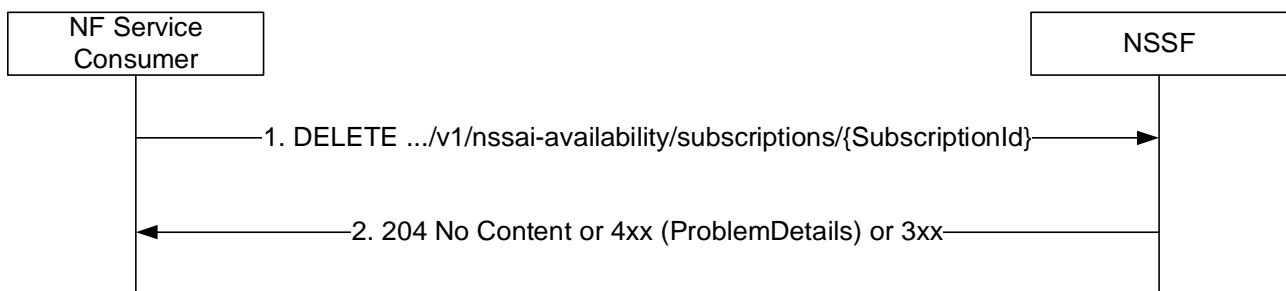 NF Service
Consumer
NSSF
1. DELETE .../v1/nssai-availability/subscriptions/{SubscriptionId}
2. 204 No Content or 4xx (ProblemDetails) or 3xx